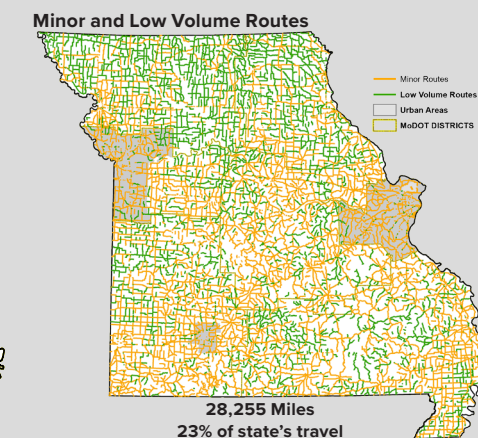 Minor and Low Volume Routes
Minor Routes
Low Volume Routes
Urban Areas
MoDOT DISTRICTS
28,255 Miles
23% of state's travel